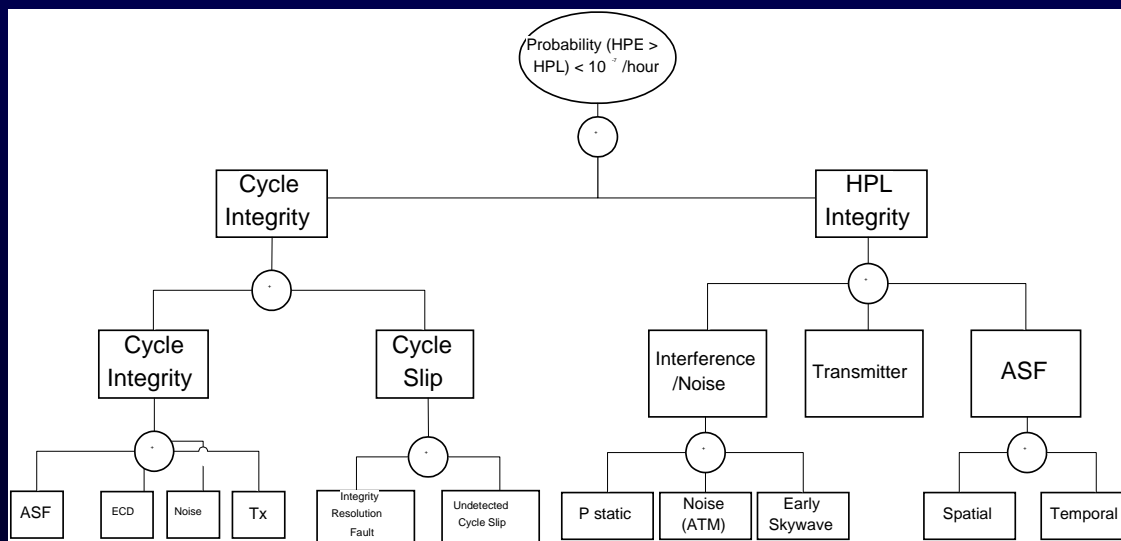 Probability (HPE >
HPL) < 10 -7 /hour
+
Cycle
Integrity
HPL
Integrity
+
+
Cycle
Integrity
Cycle
Slip
Interference
/Noise
Transmitter
ASF
+
+
+
+
ASF
ECD
Noise
Tx
Integrity
Resolution
Fault
Undetected
Cycle Slip
P static
Noise
(ATM)
Early
Skywave
Spatial
Temporal